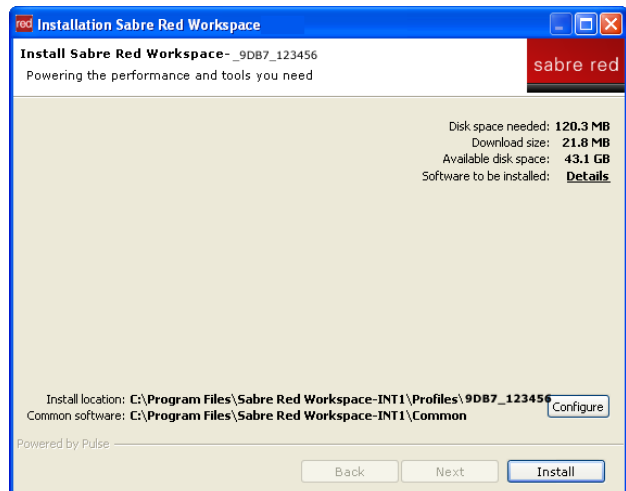 red Installation Sabre Red Workspace
Install Sabre Red Workspace- _9DB7_123456
Powering the performance and tools you need
sabre red
Disk space needed: 120.3 MB
Download size: 21.8 MB
Available disk space: 43.1 GB
Software to be installed: Details
Install location: C:\Program Files\Sabre Red Workspace-INT1\Profiles\9DB7_123456
Configure
Common software: C:\Program Files\Sabre Red Workspace-INT1\Common
Powered by Pulse
Back Next Install